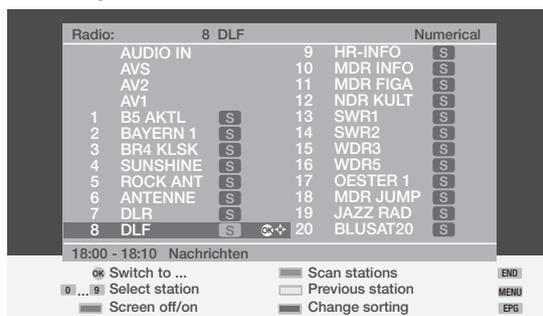 Radio: 8 DLF Numerical
AUDIO IN 9 HR-INFO S
AVS 10 MDR INFO S
AV2 11 MDR FIGA S
AV1 12 NDR KULT S
1 B5 AKTL S 13 SWR1 S
2 BAYERN 1 S 14 SWR2 S
3 BR4 KLSK S 15 WDR3 S
4 SUNSHINE S 16 WDR5 S
5 ROCK ANT S 17 OESTER 1 S
6 ANTENNE S 18 MDR JUMP S
7 DLR S 19 JAZZ RAD S
8 DLF S OK 20 BLUSAT20 S
18:00 - 18:10 Nachrichten
OK Switch to ... Scan stations END
0 ... 9 Select station Previous station MENU
Screen off/on Change sorting EPG